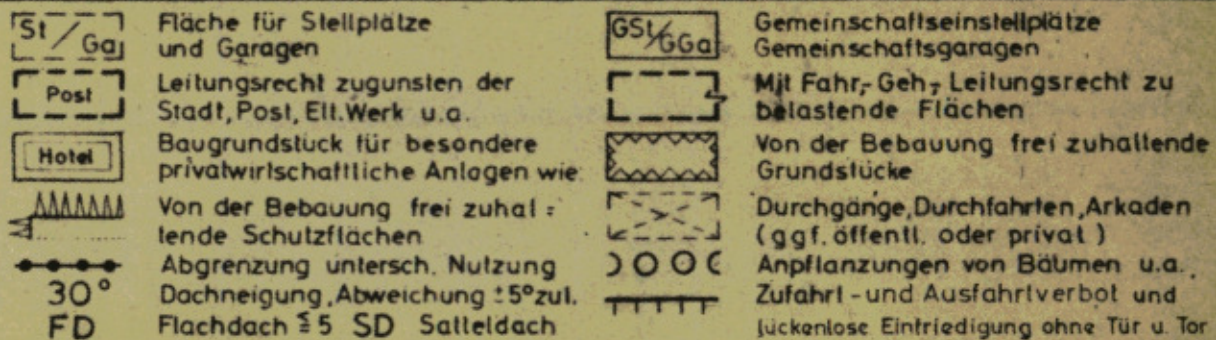 St / Ga
Fläche für Stellplätze
und Garagen
Post
Leitungsrecht zugunsten der
Stadt, Post, Elt. Werk u.a.
Hotel
Baugrundstück für besondere
privatwirtschaftliche Anlagen wie:
Von der Bebauung frei zuhal =
tende Schutzflächen
Abgrenzung untersch. Nutzung
30°
Dachneigung, Abweichung ±5° zul.
FD
Flachdach ≦ 5 SD Satteldach
GSt/GGa
Gemeinschaftseinstellplätze
Gemeinschaftsgaragen
Mit Fahr,- Geh,- Leitungsrecht zu
belastende Flächen
Von der Bebauung frei zuhaltende
Grundstücke
Durchgänge, Durchfahrten, Arkaden
(ggf. öffentl. oder privat)
Anpflanzungen von Bäumen u.a.
Zufahrt - und Ausfahrtverbot und
lückenlose Einfriedigung ohne Tür u. Tor